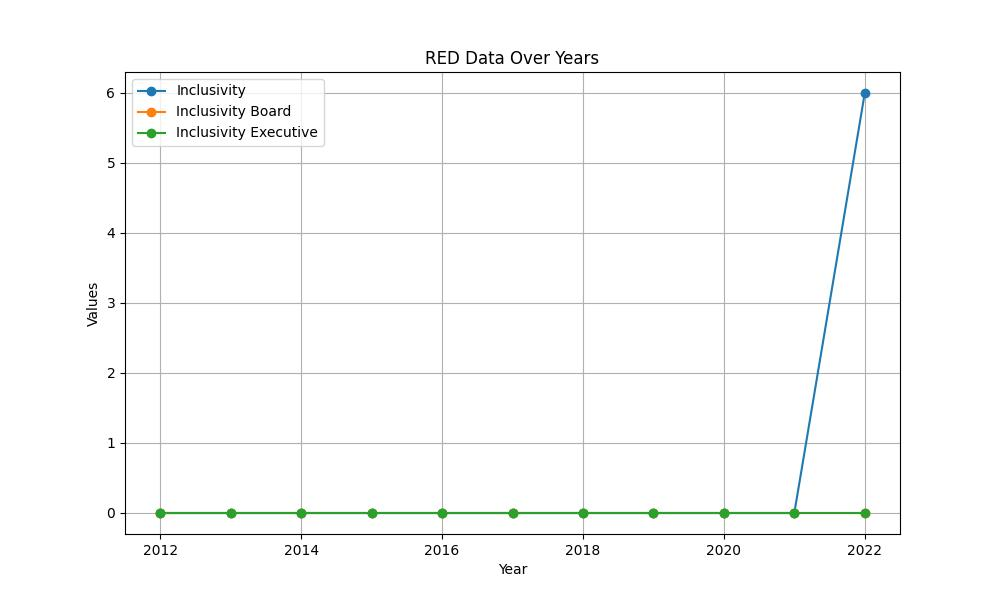 RED Data Over Years
Inclusivity
Inclusivity Board
Inclusivity Executive
6
5
4
3
2
1
0
Values
2012 2014 2016 2018 2020 2022
Year